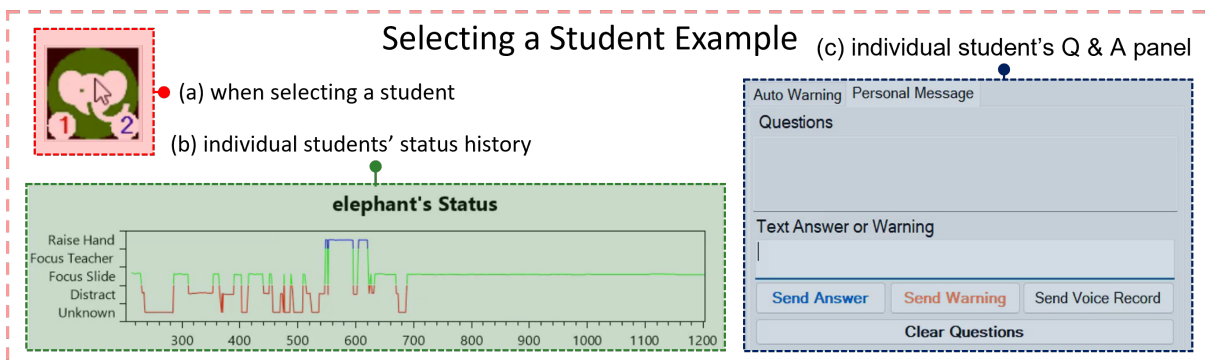 Selecting a Student Example
(a) when selecting a student
1 2
(b) individual students' status history
elephant's Status
Raise Hand
Focus Teacher
Focus Slide
Distract
Unknown
300 400 500 600 700 800 900 1000 1100 1200
(c) individual student's Q & A panel
Auto Warning Personal Message
Questions
Text Answer or Warning
Send Answer Send Warning Send Voice Record
Clear Questions